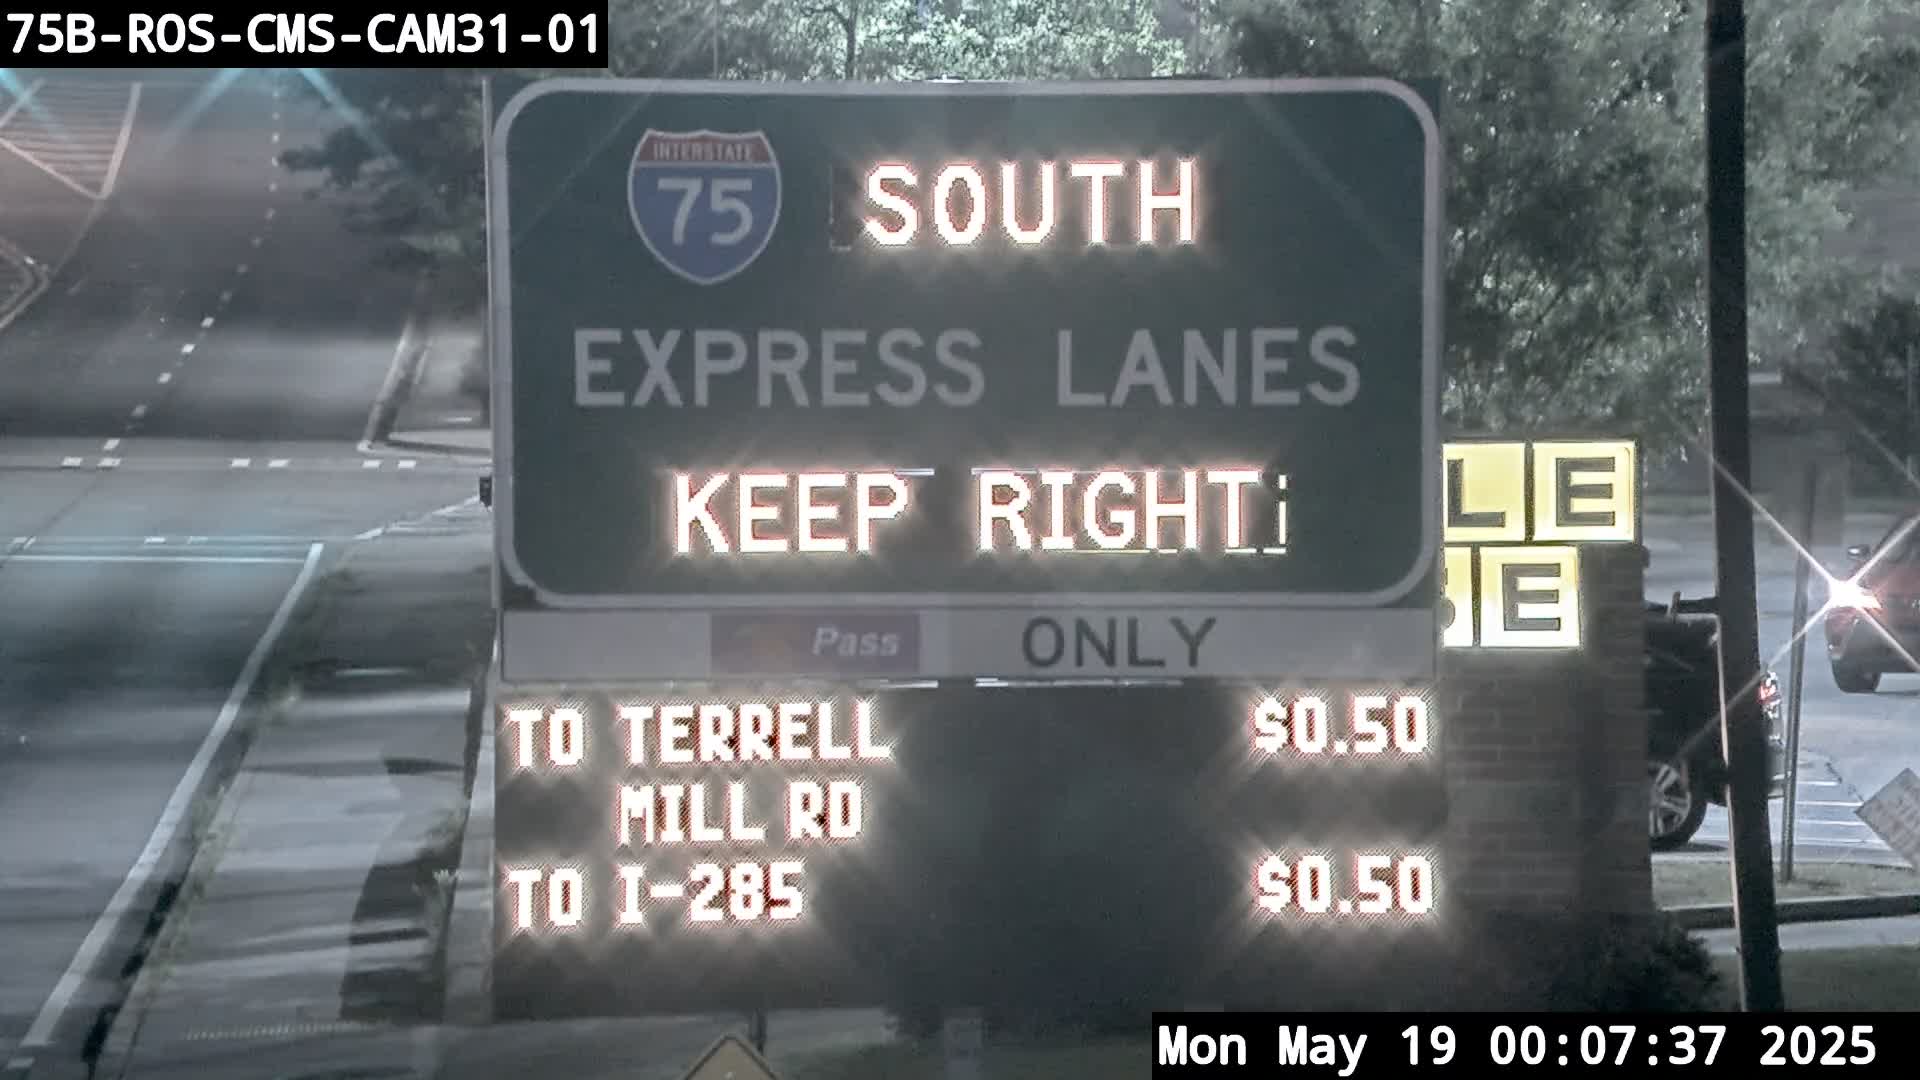 75B-ROS-CMS-CAM31-01
INTERSTATE
75
SOUTH
EXPRESS LANES
KEEP RIGHT
LE
E
Pass ONLY
TO TERRELL $0.50
MILL RD
TO I-285 $0.50
Mon May 19 00:07:37 2025